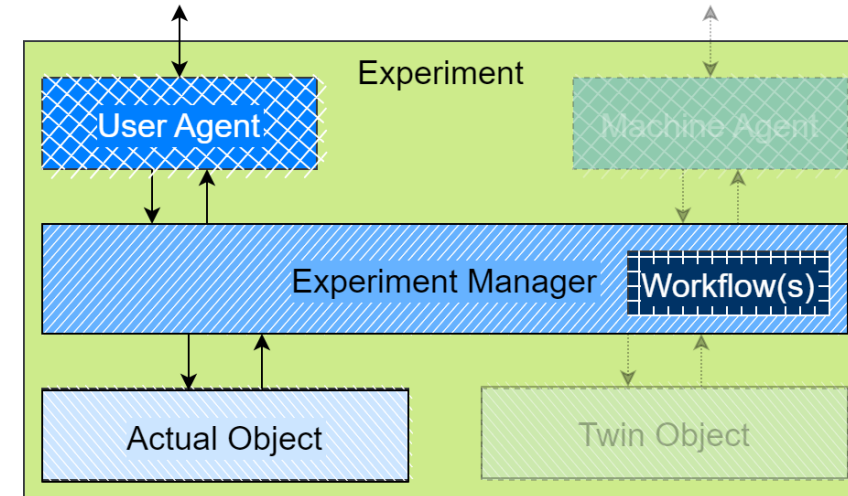 Experiment
User Agent
Machine Agent
Experiment Manager
Workflow(s)
Actual Object
Twin Object